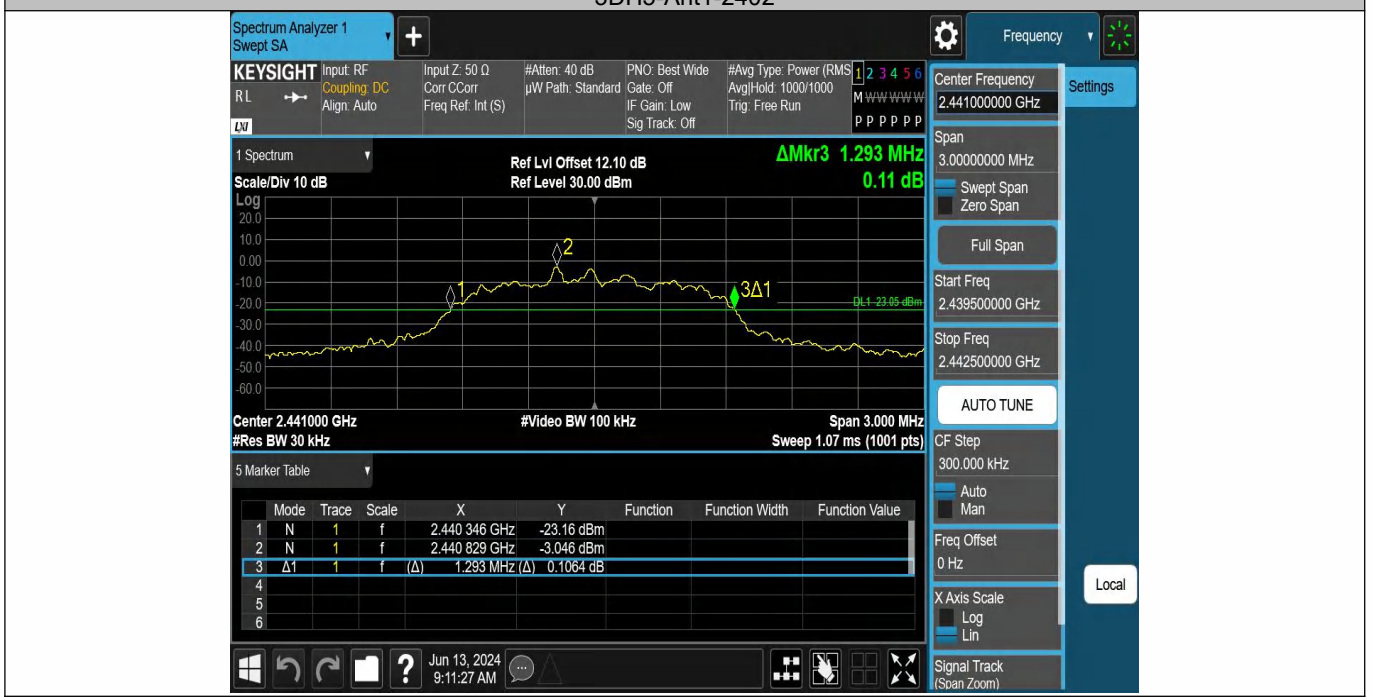 3DH5-Ant1-2402
Spectrum Analyzer 1
Swept SA
Frequency
KEYSIGHT
RL
LXI
Input: RF
Coupling: DC
Align: Auto
Input Z: 50 Ω
Corr CCorr
Freq Ref: Int (S)
#Atten: 40 dB
µW Path: Standard
PNO: Best Wide
Gate: Off
IF Gain: Low
Sig Track: Off
#Avg Type: Power (RMS
Avg|Hold: 1000/1000
Trig: Free Run
1 2 3 4 5 6
M W W W W W
P P P P P P
1 Spectrum
Scale/Div 10 dB
Ref Lvl Offset 12.10 dB
Ref Level 30.00 dBm
ΔMkr3 1.293 MHz
0.11 dB
Log
20.0
10.0
0.00
-10.0
-20.0
-30.0
-40.0
-50.0
-60.0
1
2
3Δ1
DL1 -23.05 dBm
Center 2.441000 GHz
#Video BW 100 kHz
Span 3.000 MHz
#Res BW 30 kHz
Sweep 1.07 ms (1001 pts)
5 Marker Table
Mode Trace Scale X Y Function Function Width Function Value
1 N 1 f 2.440 346 GHz -23.16 dBm
2 N 1 f 2.440 829 GHz -3.046 dBm
3 Δ1 1 f (Δ) 1.293 MHz (Δ) 0.1064 dB
4
5
6
Jun 13, 2024
9:11:27 AM
Center Frequency
2.441000000 GHz
Settings
Span
3.00000000 MHz
Swept Span
Zero Span
Full Span
Start Freq
2.439500000 GHz
Stop Freq
2.442500000 GHz
AUTO TUNE
CF Step
300.000 kHz
Auto
Man
Freq Offset
0 Hz
Local
X Axis Scale
Log
Lin
Signal Track
(Span Zoom)